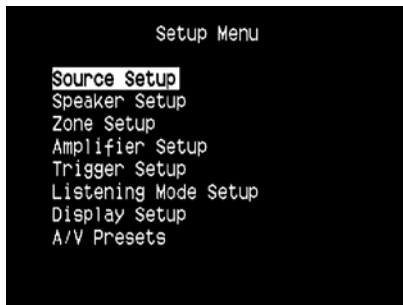 Setup Menu
Source Setup
Speaker Setup
Zone Setup
Amplifier Setup
Trigger Setup
Listening Mode Setup
Display Setup
A/V Presets